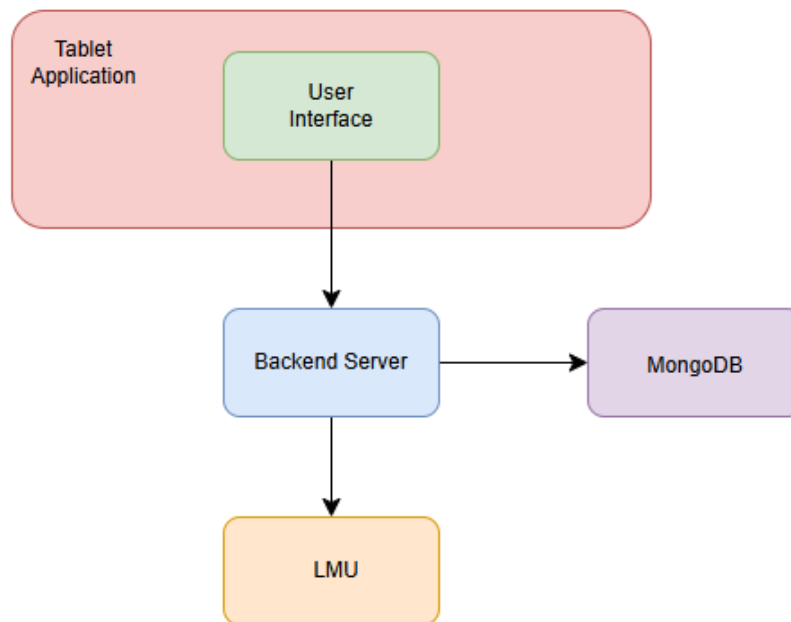 Tablet
Application
User
Interface
Backend Server
MongoDB
LMU